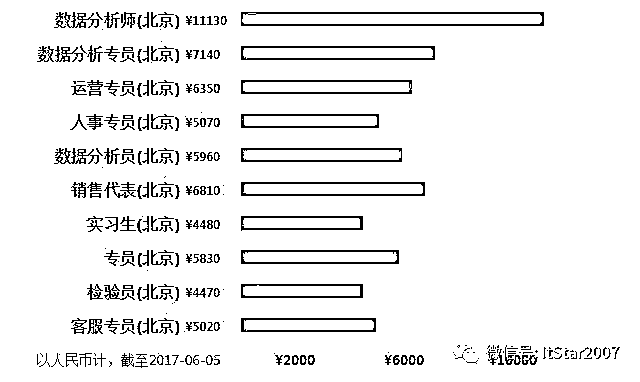 数据分析师(北京) ¥11130
数据分析专员(北京) ¥7140
运营专员(北京) ¥6350
人事专员(北京) ¥5070
数据分析员(北京) ¥5960
销售代表(北京) ¥6810
实习生(北京) ¥4480
专员(北京) ¥5830
检验员(北京) ¥4470
客服专员(北京) ¥5020
以人民币计，截至2017-06-05 ¥2000 ¥6000 ¥10000
微信号: ItStar2007